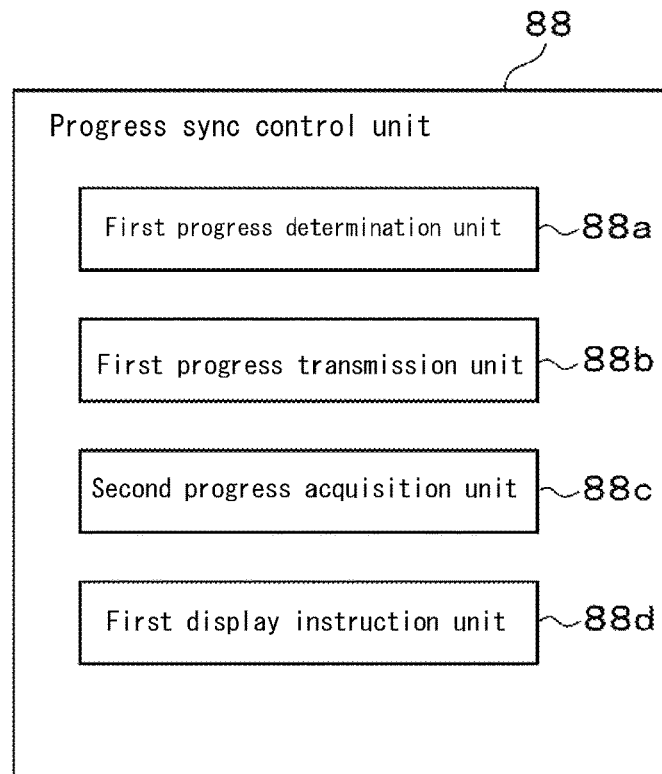 88
Progress sync control unit
First progress determination unit 88a
First progress transmission unit 88b
Second progress acquisition unit 88c
First display instruction unit 88d